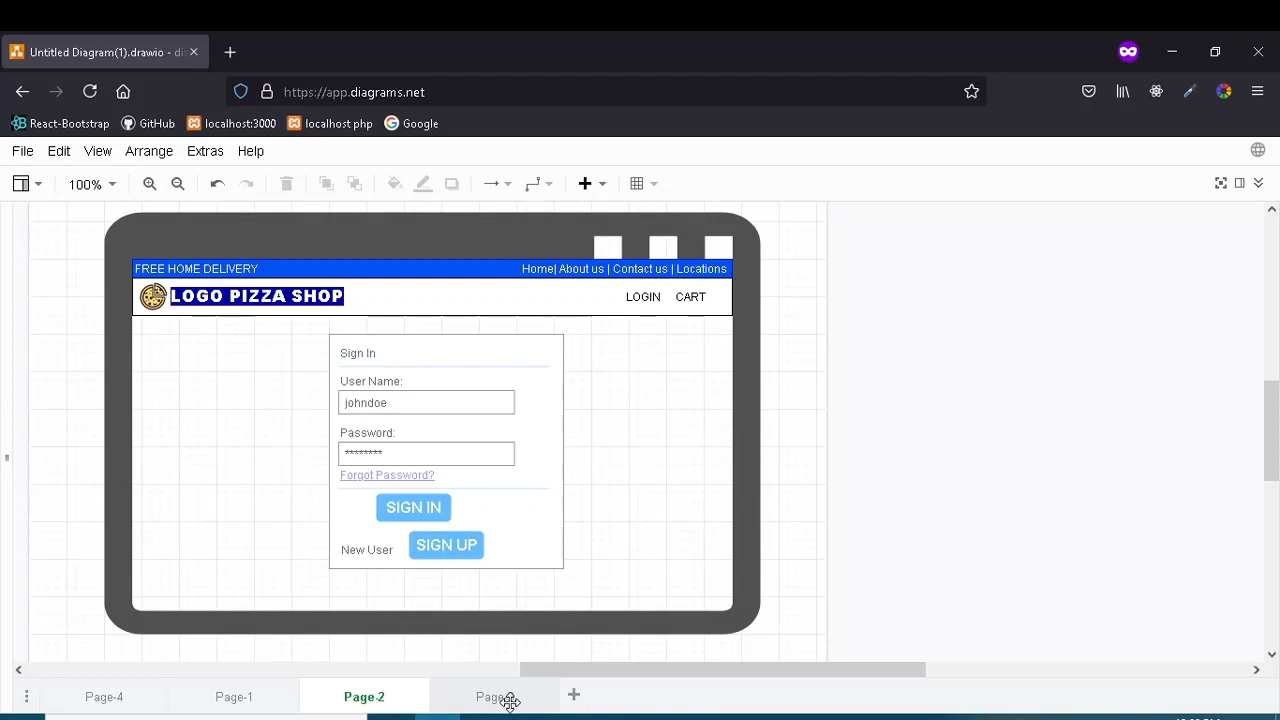 Untitled Diagram(1).drawio - di
https://app.diagrams.net
React-Bootstrap GitHub localhost:3000 localhost php Google
File Edit View Arrange Extras Help
100%
FREE HOME DELIVERY Home| About us | Contact us | Locations
LOGO PIZZA SHOP LOGIN CART
Sign In
User Name:
johndoe
Password:
********
Forgot Password?
SIGN IN
New User SIGN UP
Page-4 Page-1 Page-2